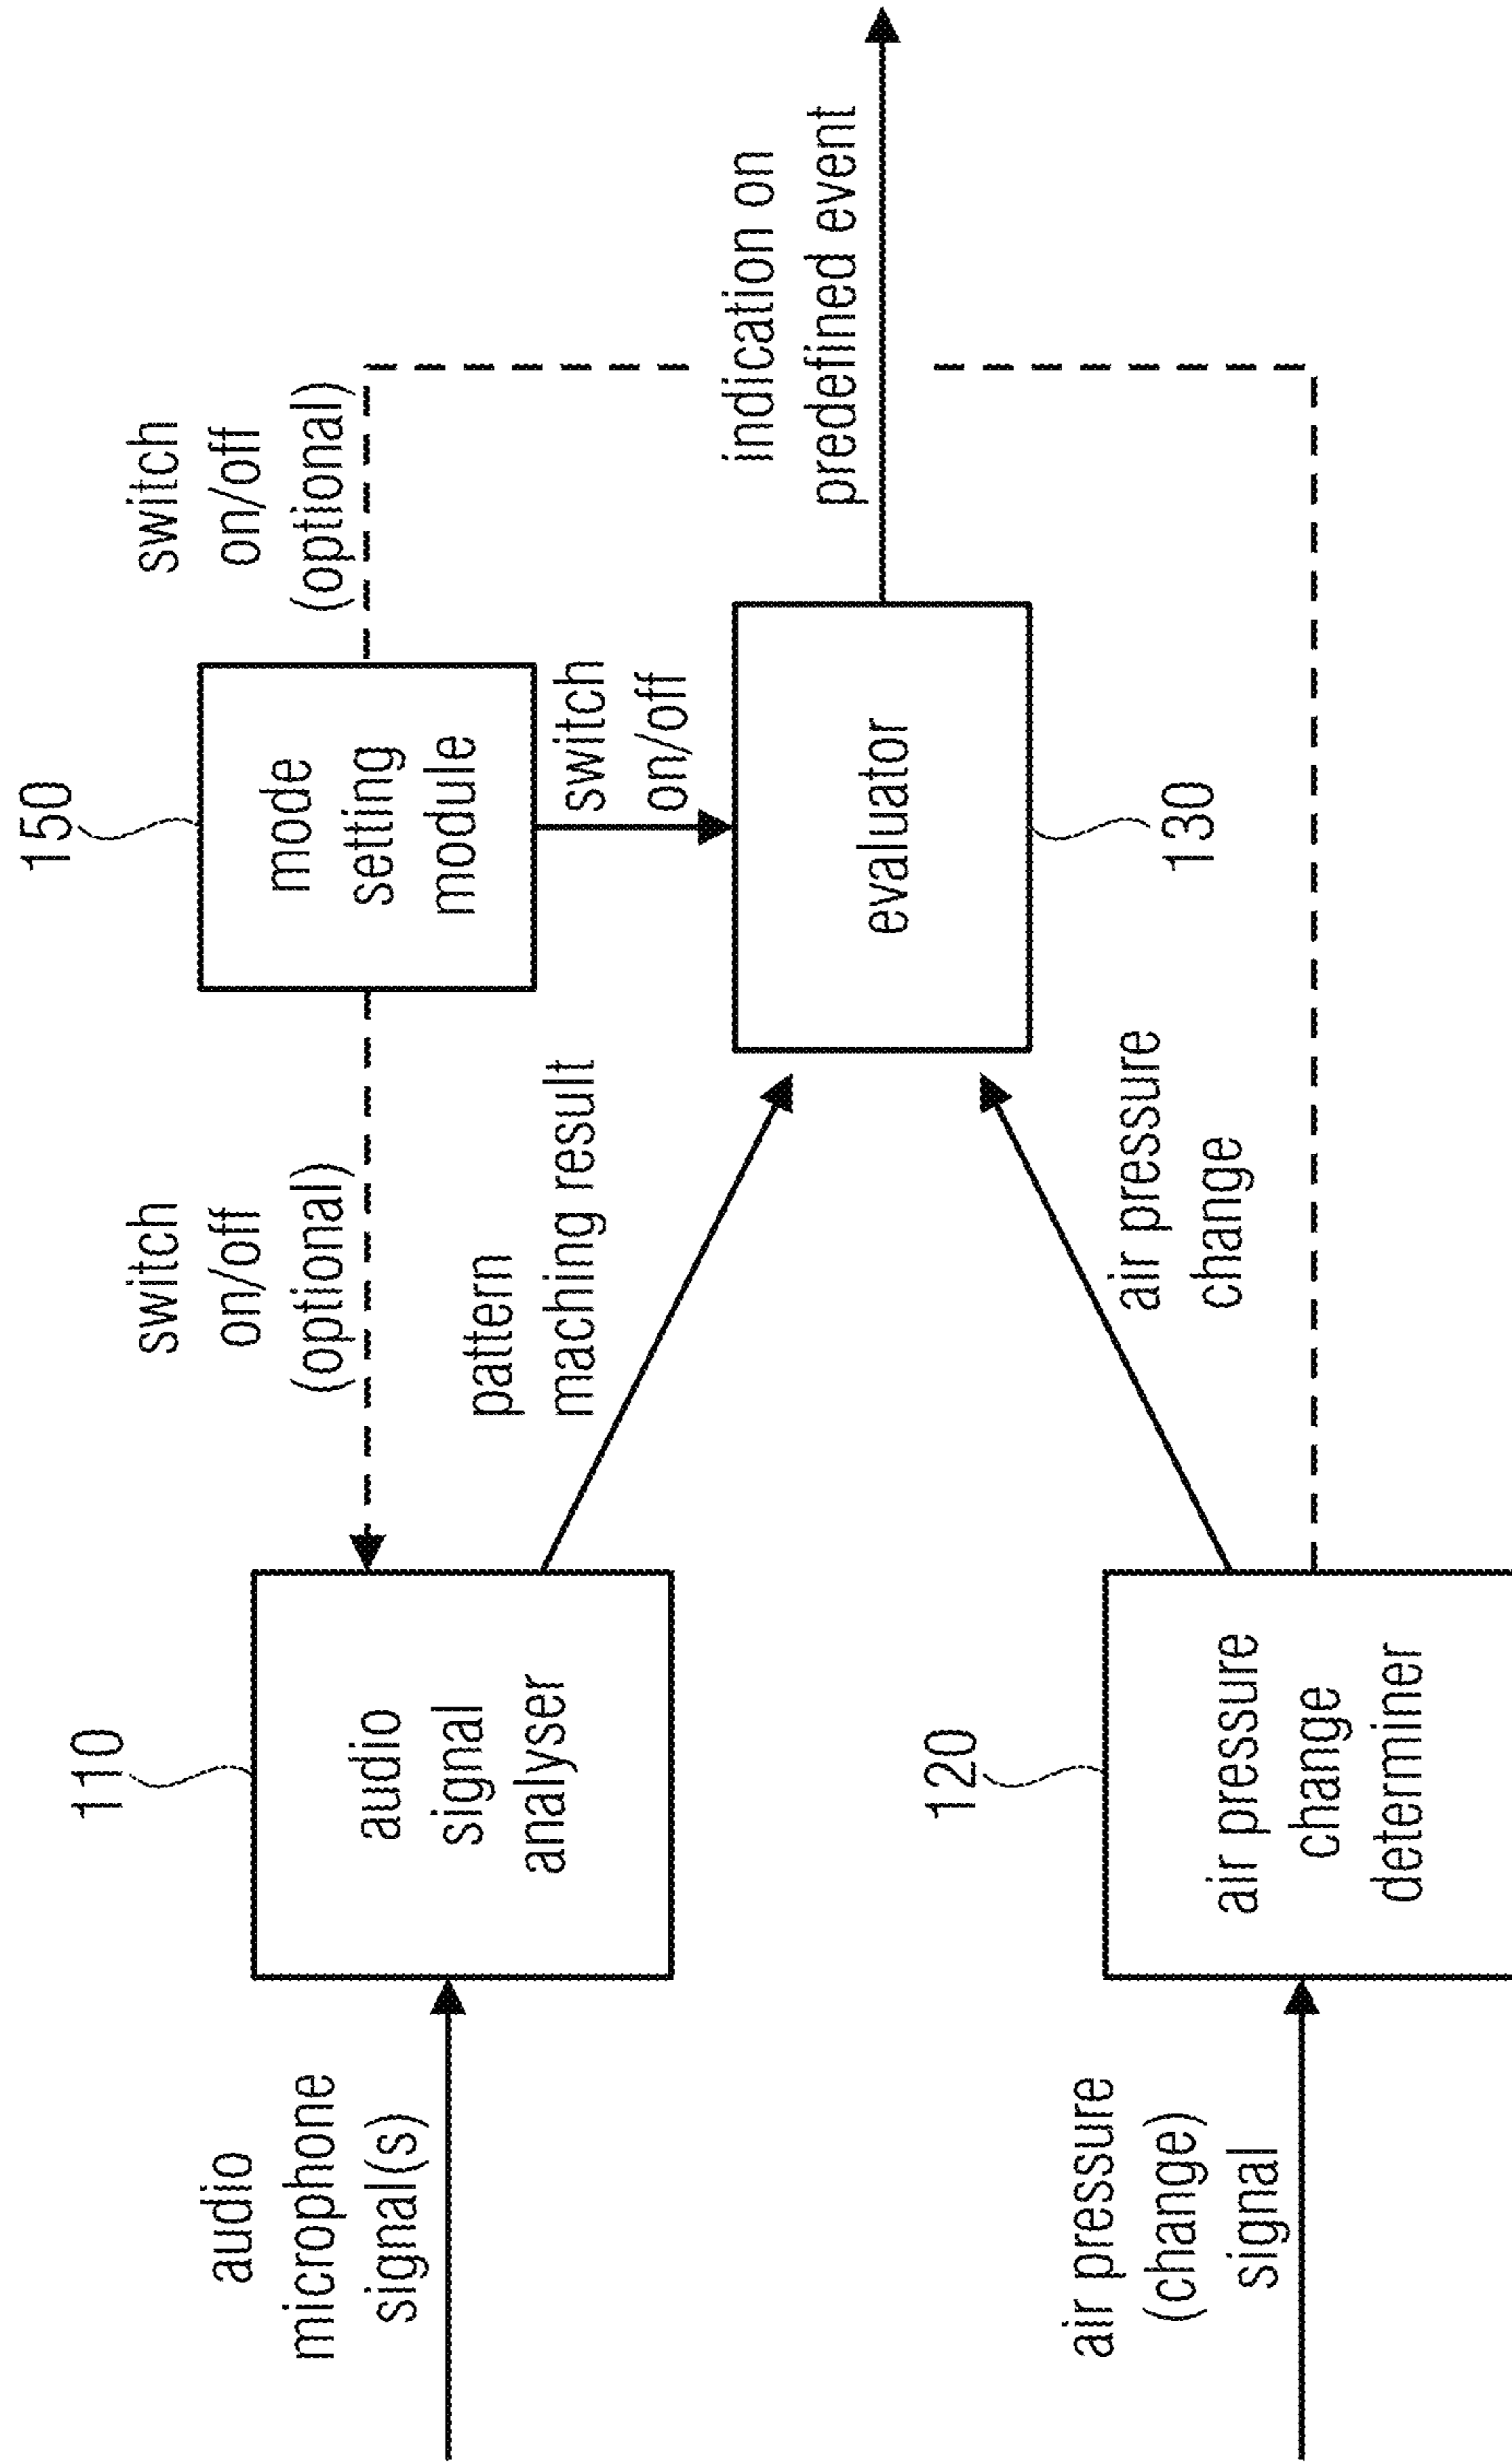 150
switch
on/off
(optional)
mode
setting
module
switch
on/off
(optional)
110
audio
microphone
signal(s)
audio
signal
analyser
pattern
maching result
switch
on/off
evaluator
130
indication on
predefined event
120
air pressure
(change)
signal
air pressure
change
determiner
air pressure
change